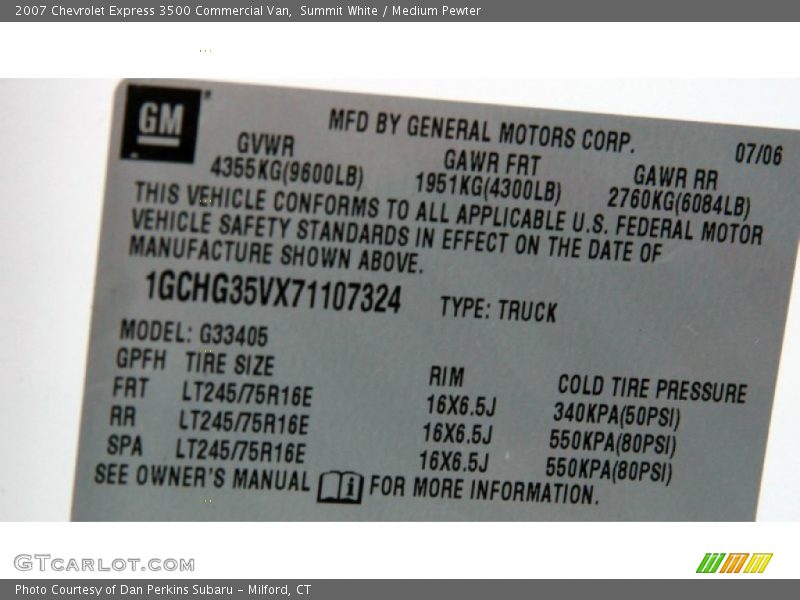 2007 Chevrolet Express 3500 Commercial Van,  Summit White / Medium Pewter
GM
MFD BY GENERAL MOTORS CORP.
07/06
GVWR GAWR FRT GAWR RR
4355KG(9600LB) 1951KG(4300LB) 2760KG(6084LB)
THIS VEHICLE CONFORMS TO ALL APPLICABLE U.S. FEDERAL MOTOR
VEHICLE SAFETY STANDARDS IN EFFECT ON THE DATE OF
MANUFACTURE SHOWN ABOVE.
1GCHG35VX71107324 TYPE: TRUCK
MODEL: G33405
GPFH TIRE SIZE RIM COLD TIRE PRESSURE
FRT LT245/75R16E 16X6.5J 340KPA(50PSI)
RR LT245/75R16E 16X6.5J 550KPA(80PSI)
SPA LT245/75R16E 16X6.5J 550KPA(80PSI)
SEE OWNER'S MANUAL i FOR MORE INFORMATION.
GTCARLOT.COM
Photo Courtesy of Dan Perkins Subaru - Milford, CT